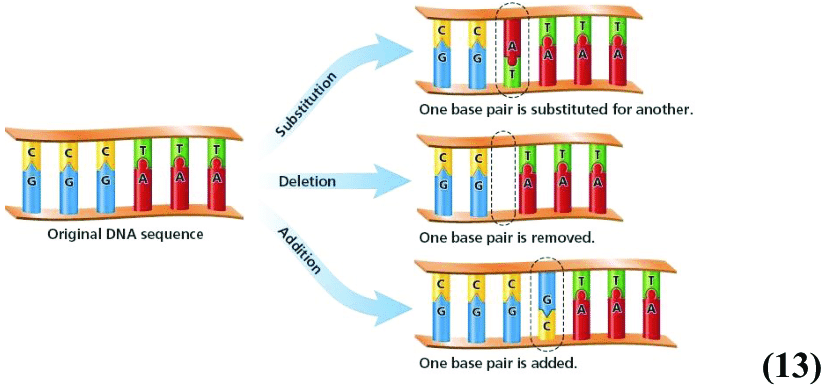 C C A T T T
G G T A A A
One base pair is substituted for another.
Substitution
C C C T T T
G G G A A A
Original DNA sequence
Deletion
C C T T T
G G A A A
One base pair is removed.
Addition
C C C G T T T
G G G C A A A
One base pair is added.
(13)